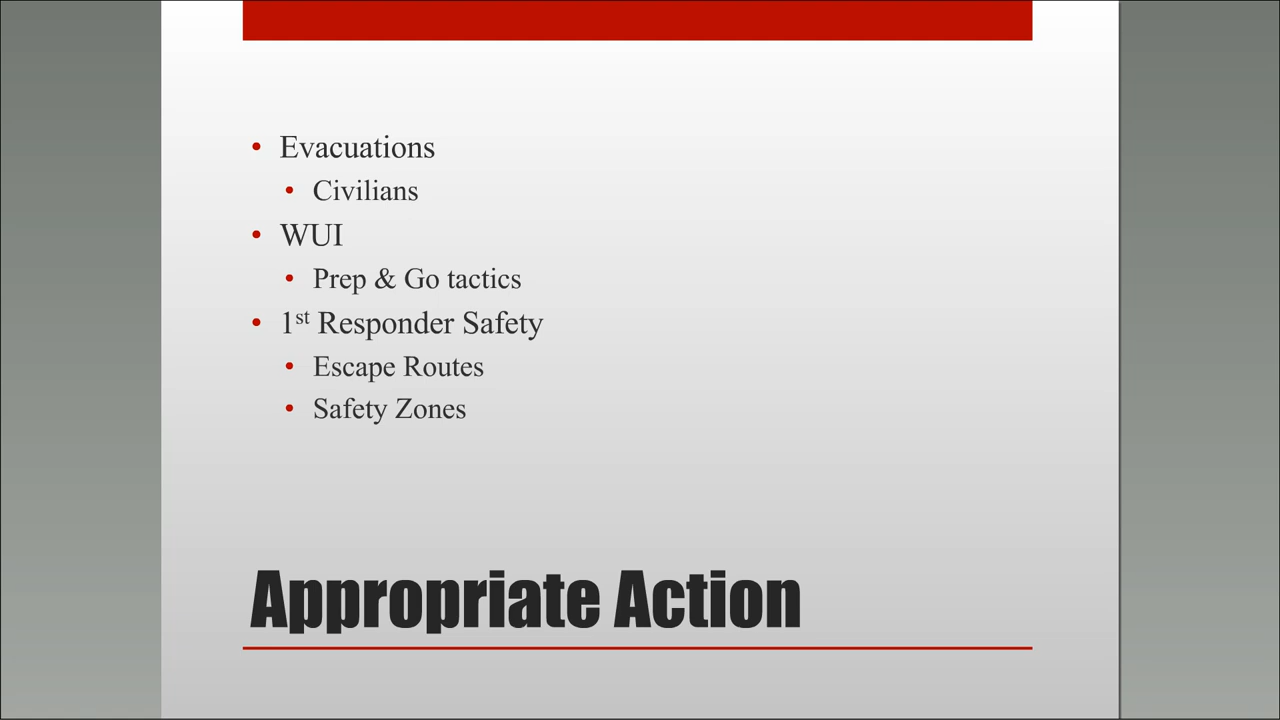 • Evacuations
• Civilians
• WUI
• Prep & Go tactics
• 1st Responder Safety
• Escape Routes
• Safety Zones
Appropriate Action